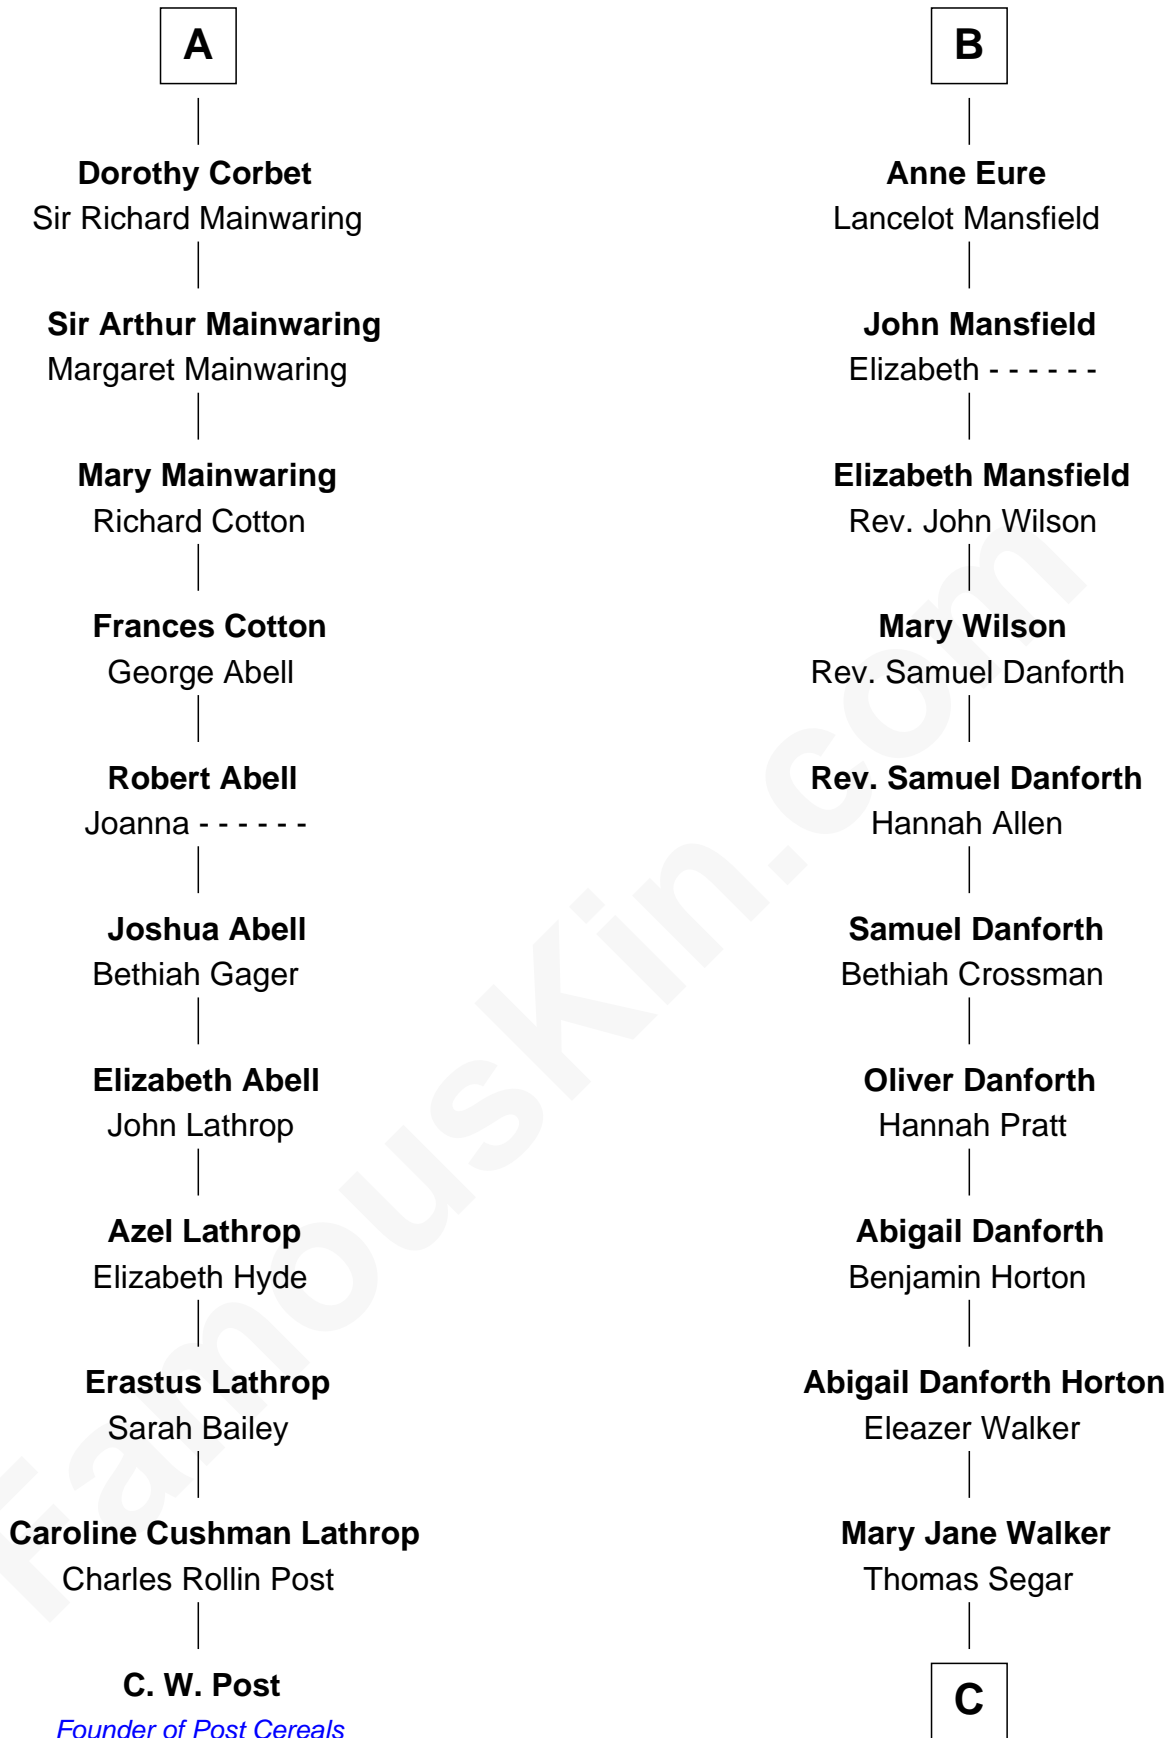 A
Dorothy Corbet
Sir Richard Mainwaring
Sir Arthur Mainwaring
Margaret Mainwaring
Mary Mainwaring
Richard Cotton
Frances Cotton
George Abell
Robert Abell
Joanna - - - - - -
Joshua Abell
Bethiah Gager
Elizabeth Abell
John Lathrop
Azel Lathrop
Elizabeth Hyde
Erastus Lathrop
Sarah Bailey
Caroline Cushman Lathrop
Charles Rollin Post
C. W. Post
Founder of Post Cereals
B
Anne Eure
Lancelot Mansfield
John Mansfield
Elizabeth - - - - - -
Elizabeth Mansfield
Rev. John Wilson
Mary Wilson
Rev. Samuel Danforth
Rev. Samuel Danforth
Hannah Allen
Samuel Danforth
Bethiah Crossman
Oliver Danforth
Hannah Pratt
Abigail Danforth
Benjamin Horton
Abigail Danforth Horton
Eleazer Walker
Mary Jane Walker
Thomas Segar
C
FamousKin.com